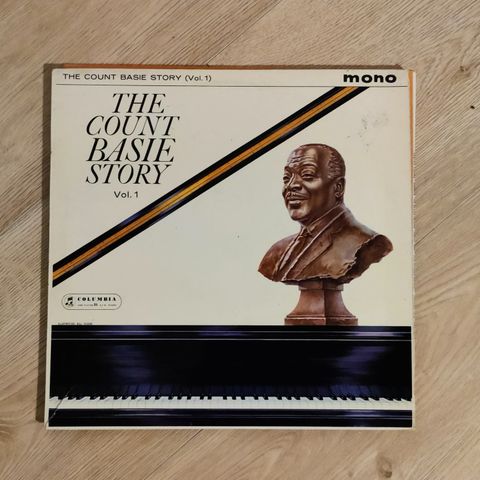 THE COUNT BASIE STORY (Vol. 1)
mono
THE
COUNT
BASIE
STORY
Vol. 1
COLUMBIA